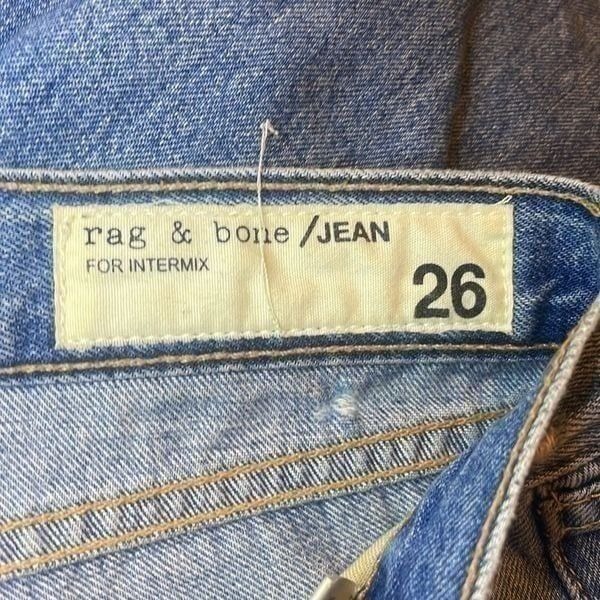 rag & bone /JEAN
FOR INTERMIX
26